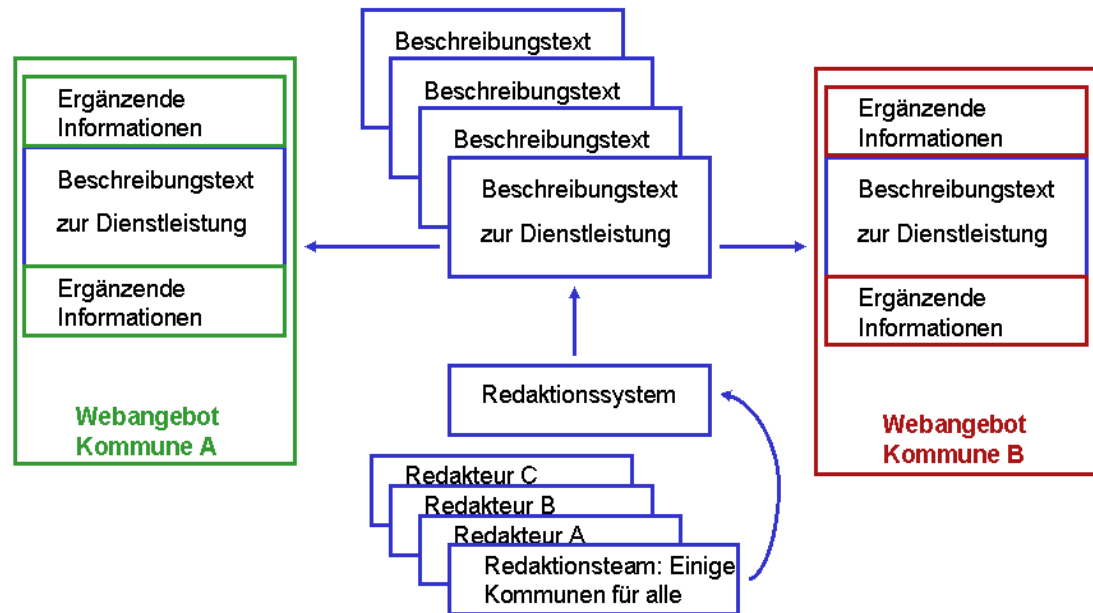 Ergänzende
Informationen
Beschreibungstext
zur Dienstleistung
Ergänzende
Informationen
Webangebot
Kommune A
Beschreibungstext
Beschreibungstext
Beschreibungstext
Beschreibungstext
zur Dienstleistung
Redaktionssystem
Redakteur C
Redakteur B
Redakteur A
Redaktionsteam: Einige
Kommunen für alle
Ergänzende
Informationen
Beschreibungstext
zur Dienstleistung
Ergänzende
Informationen
Webangebot
Kommune B